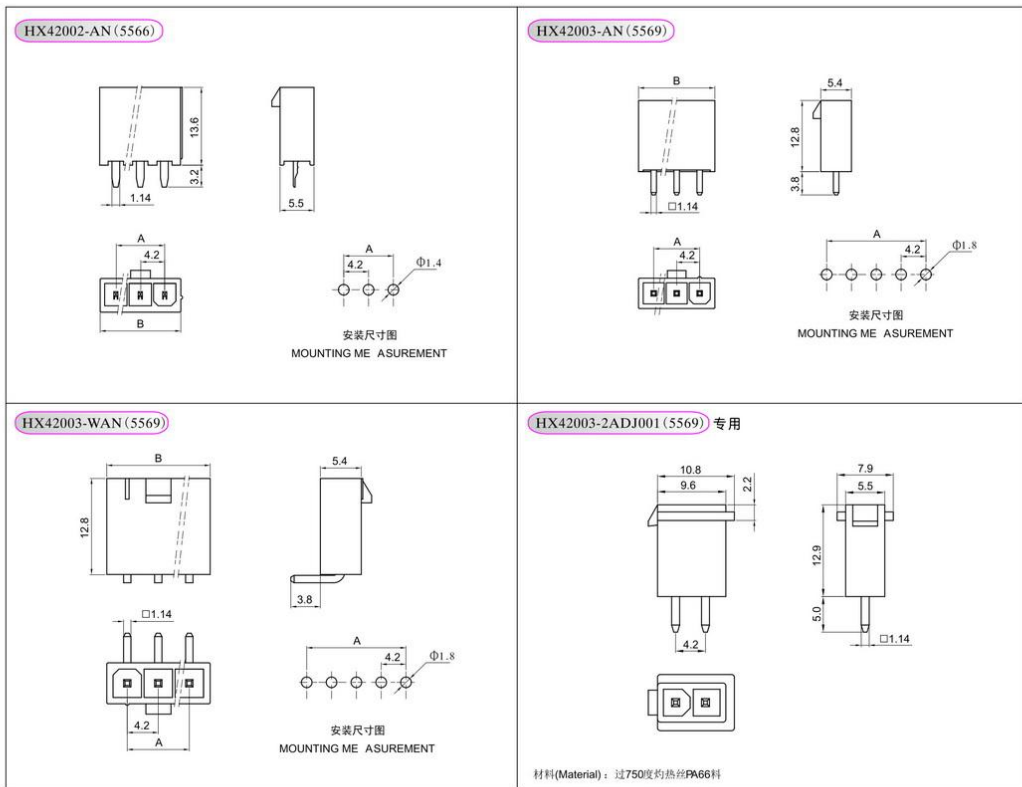 HX42002-AN(5566)
13.6
3.2
1.14
5.5
A
4.2
B
A
4.2
Φ1.4
安装尺寸图
MOUNTING ME ASUREMENT
HX42003-AN(5569)
B
5.4
12.8
3.8
□1.14
A
4.2
A
4.2
Φ1.8
安装尺寸图
MOUNTING ME ASUREMENT
HX42003-WAN(5569)
B
5.4
12.8
3.8
□1.14
4.2
A
A
4.2
Φ1.8
安装尺寸图
MOUNTING ME ASUREMENT
HX42003-2ADJ001(5569) 专用
10.8
9.6
2.2
7.9
5.5
12.9
5.0
4.2
□1.14
材料(Material)：过750度灼热丝PA66料